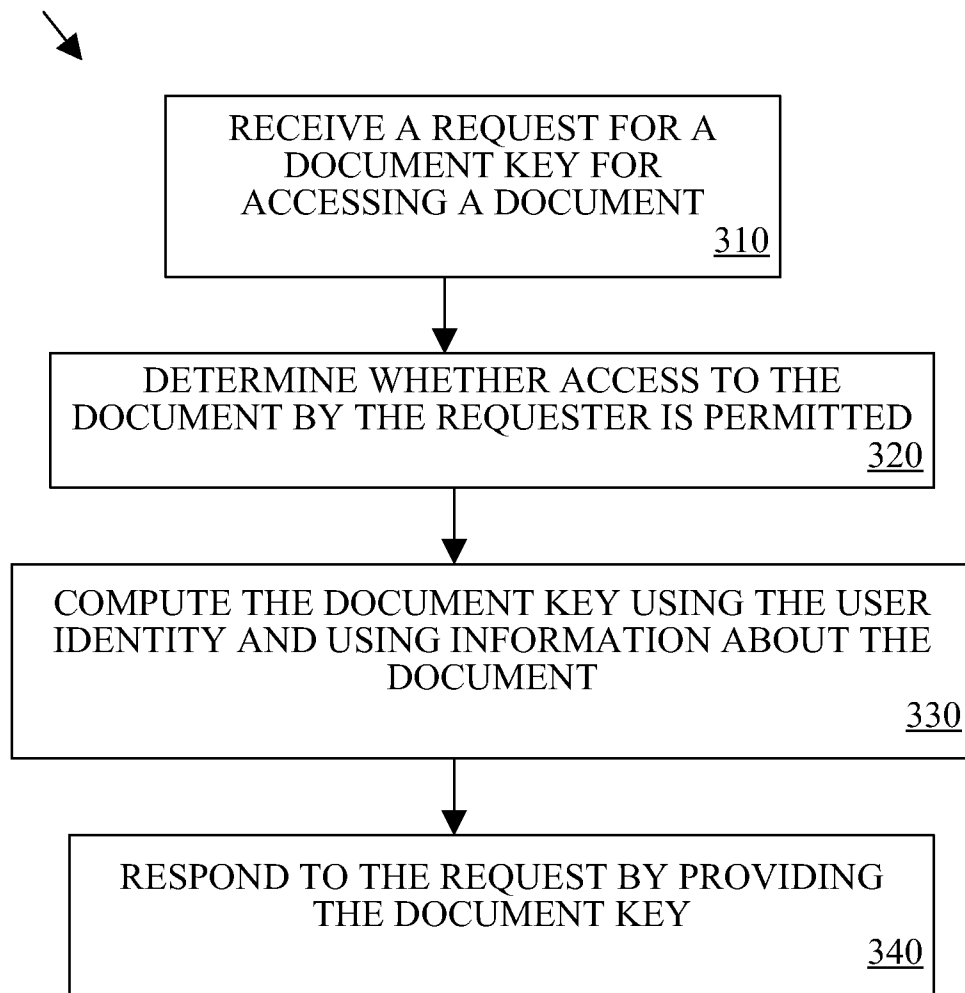 RECEIVE A REQUEST FOR A
DOCUMENT KEY FOR
ACCESSING A DOCUMENT
310
DETERMINE WHETHER ACCESS TO THE
DOCUMENT BY THE REQUESTER IS PERMITTED
320
COMPUTE THE DOCUMENT KEY USING THE USER
IDENTITY AND USING INFORMATION ABOUT THE
DOCUMENT
330
RESPOND TO THE REQUEST BY PROVIDING
THE DOCUMENT KEY
340